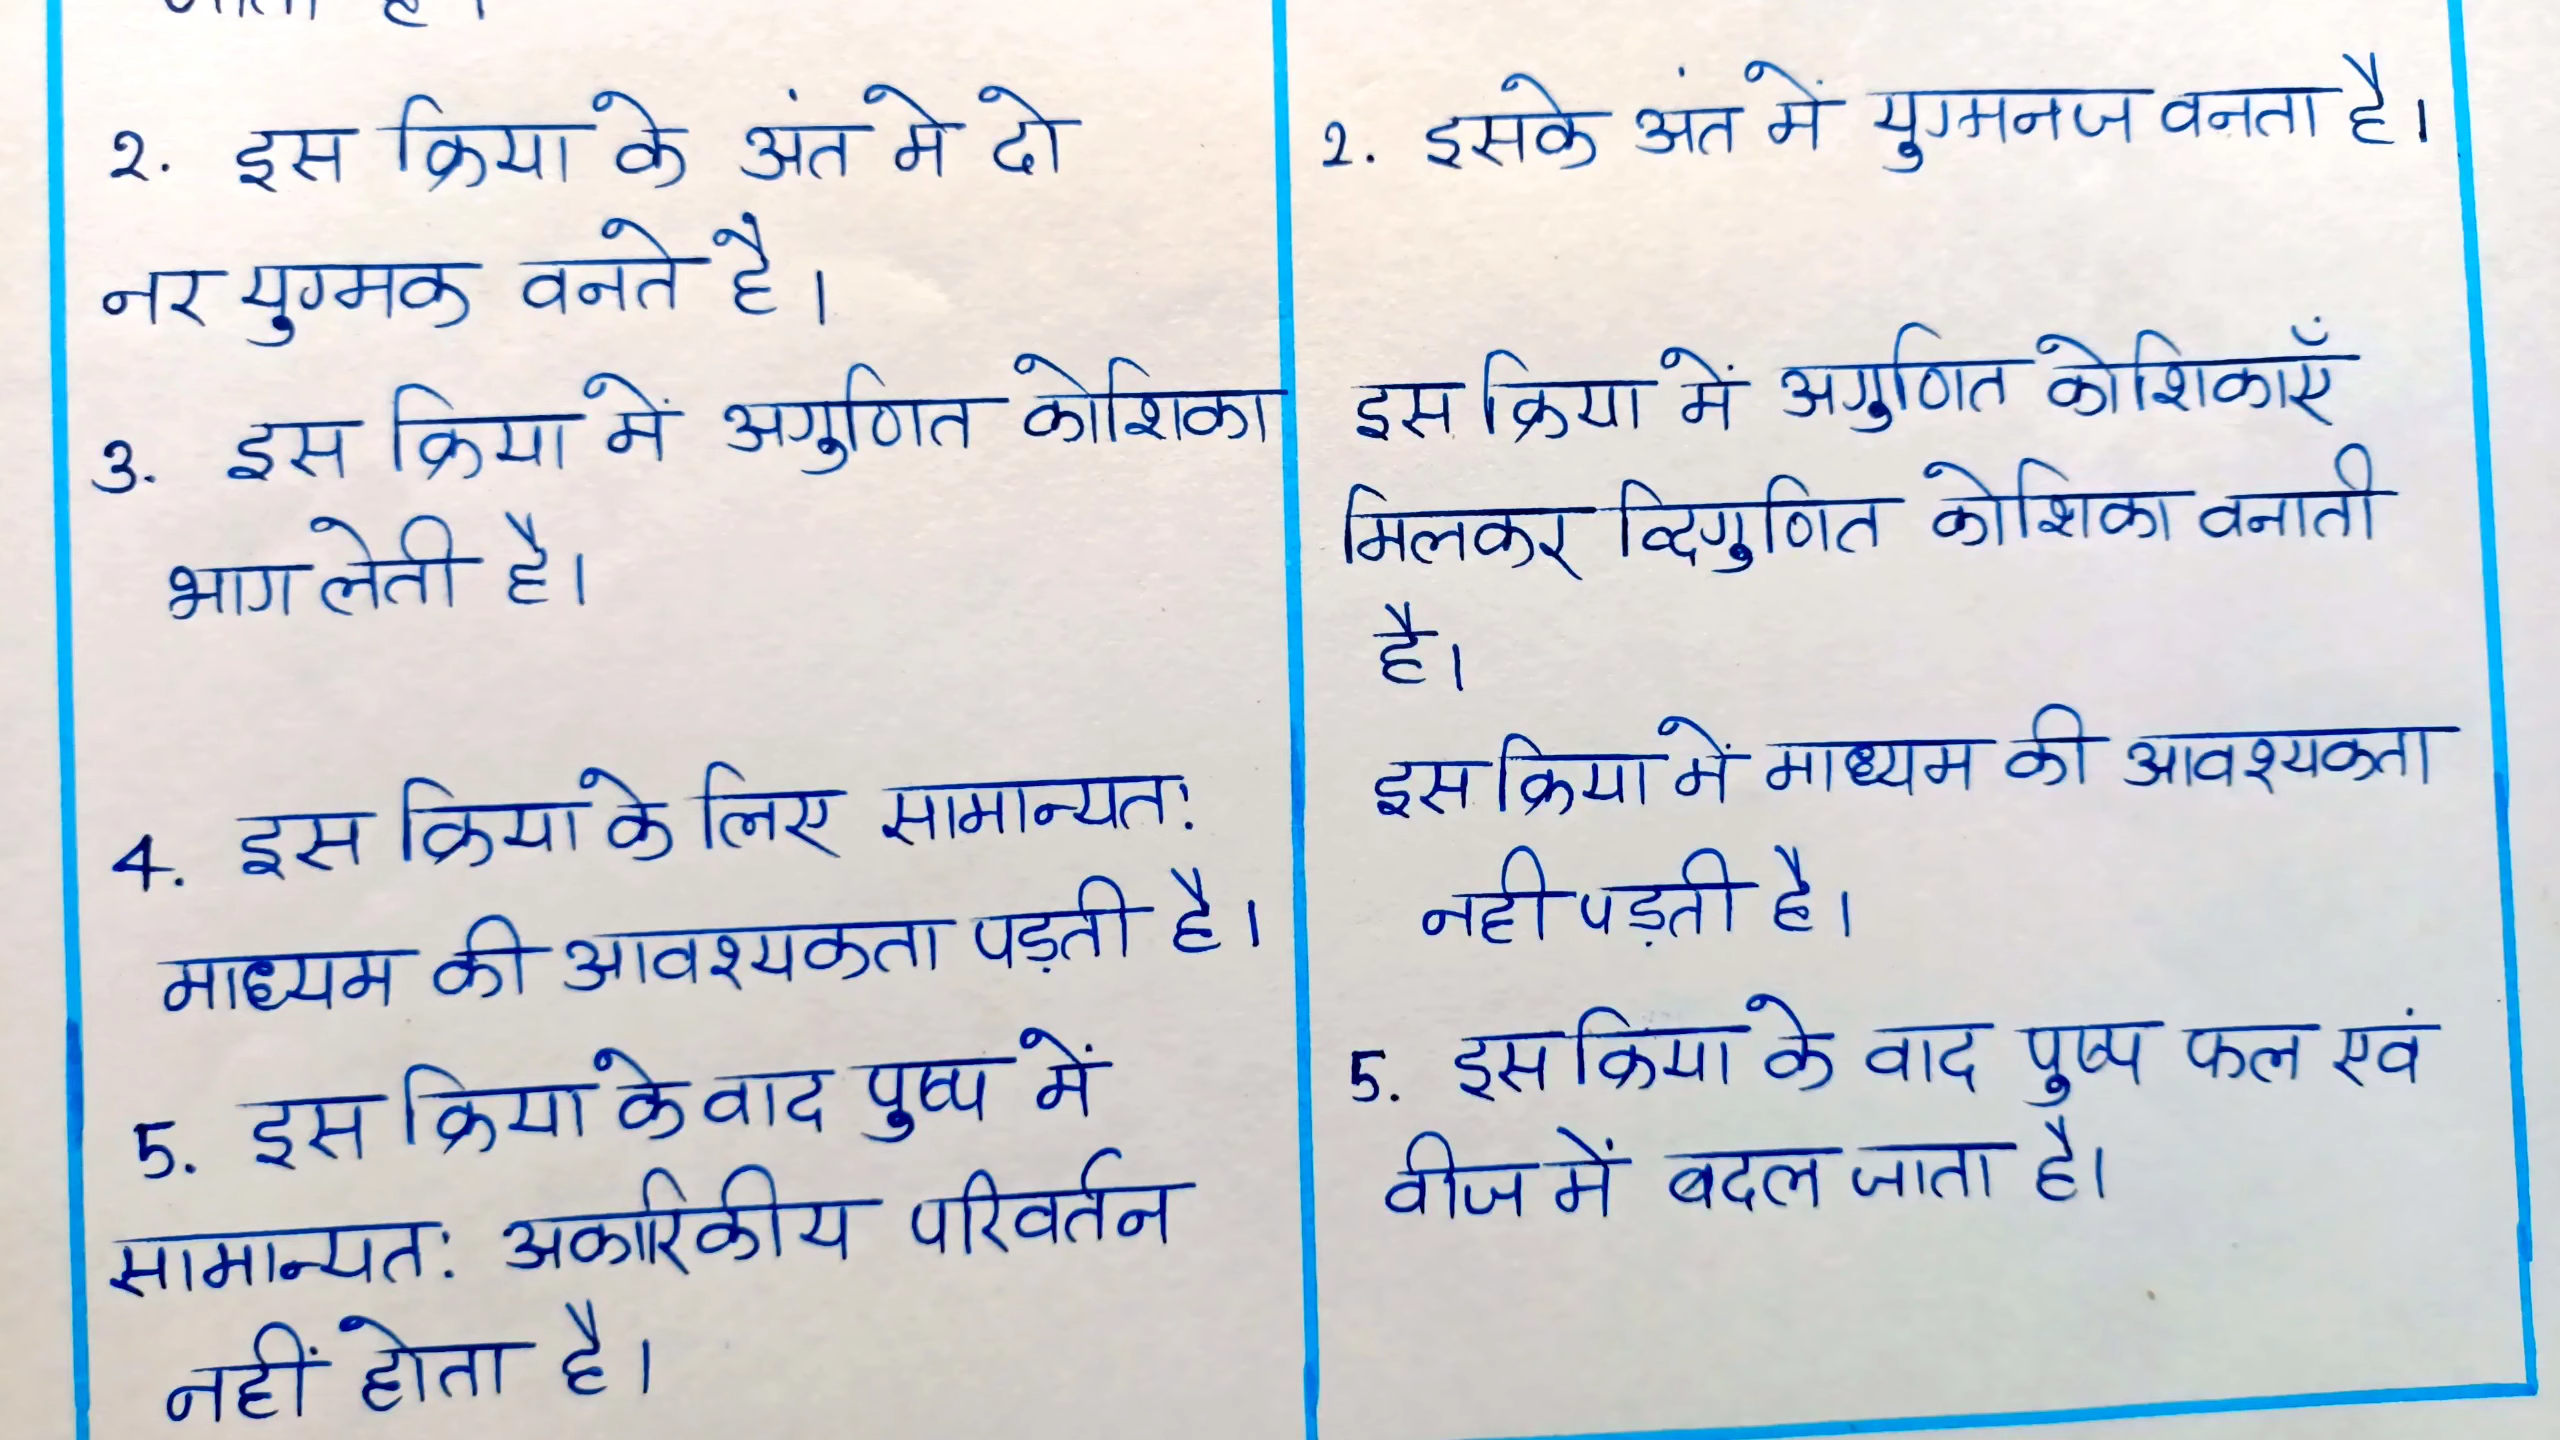 2. इस क्रिया के अंत मे दो
नर युग्मक वनते है।
3. इस क्रिया में अगुणित कोशिका
भाग लेती है।
4. इस क्रिया के लिए सामान्यतः
माध्यम की आवश्यकता पड़ती है।
5. इस क्रिया के वाद पुष्प में
सामान्यतः अकारिकीय परिवर्तन
नहीं होता है।
2. इसके अंत में युग्मनज वनता है।
इस क्रिया में अगुणित कोशिकाएँ
मिलकर द्विगुणित कोशिका वनाती
है।
इस क्रिया में माध्यम की आवश्यकता
नही पड़ती है।
5. इस क्रिया के वाद पुष्प फल एवं
वीज में बदल जाता है।